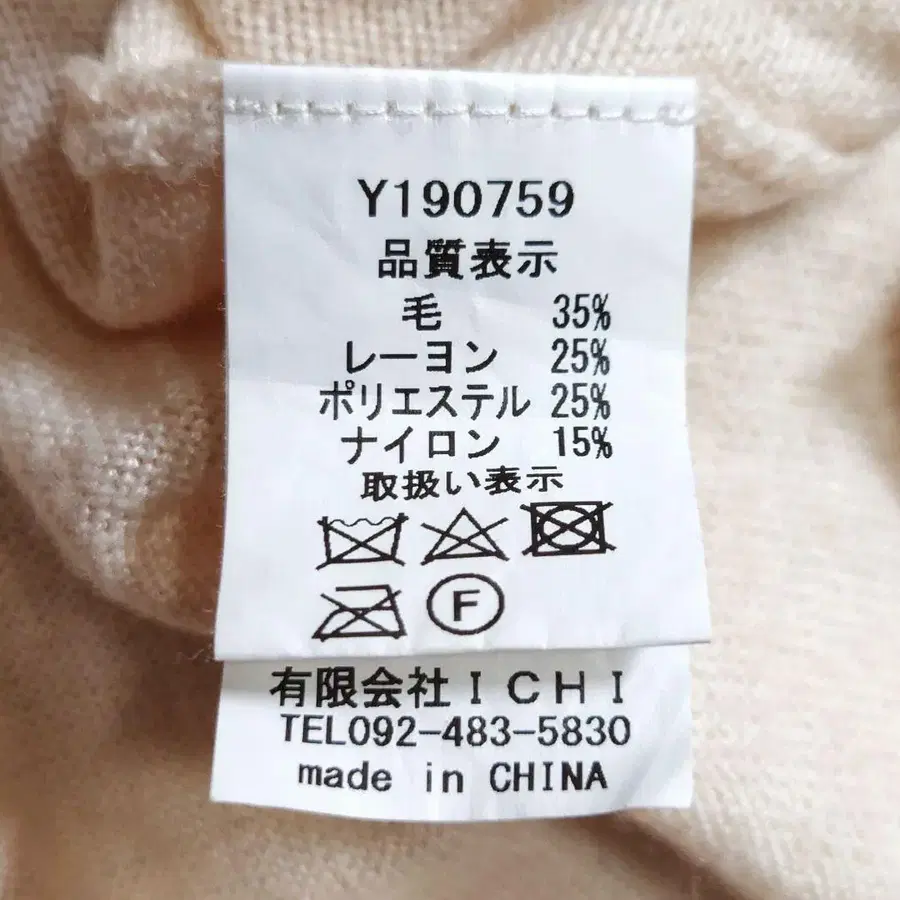 Y190759
品質表示
毛 35%
レーヨン 25%
ポリエステル 25%
ナイロン 15%
取扱い表示
F
有限会社ICHI
TEL092-483-5830
made in CHINA